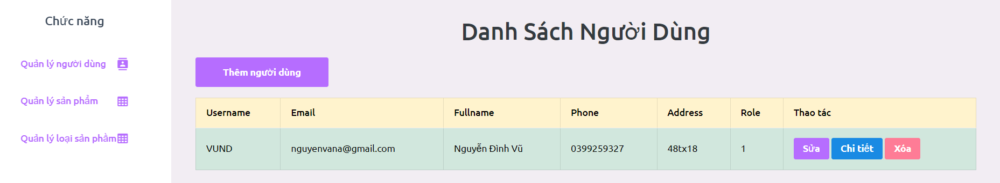 Chức năng
Quản lý người dùng
Quản lý sản phẩm
Quản lý loại sản phầm
Danh Sách Người Dùng
Thêm người dùng
Username Email Fullname Phone Address Role Thao tác
VUND nguyenvana@gmail.com Nguyễn Đình Vũ 0399259327 48tx18 1 Sửa Chi tiết Xóa